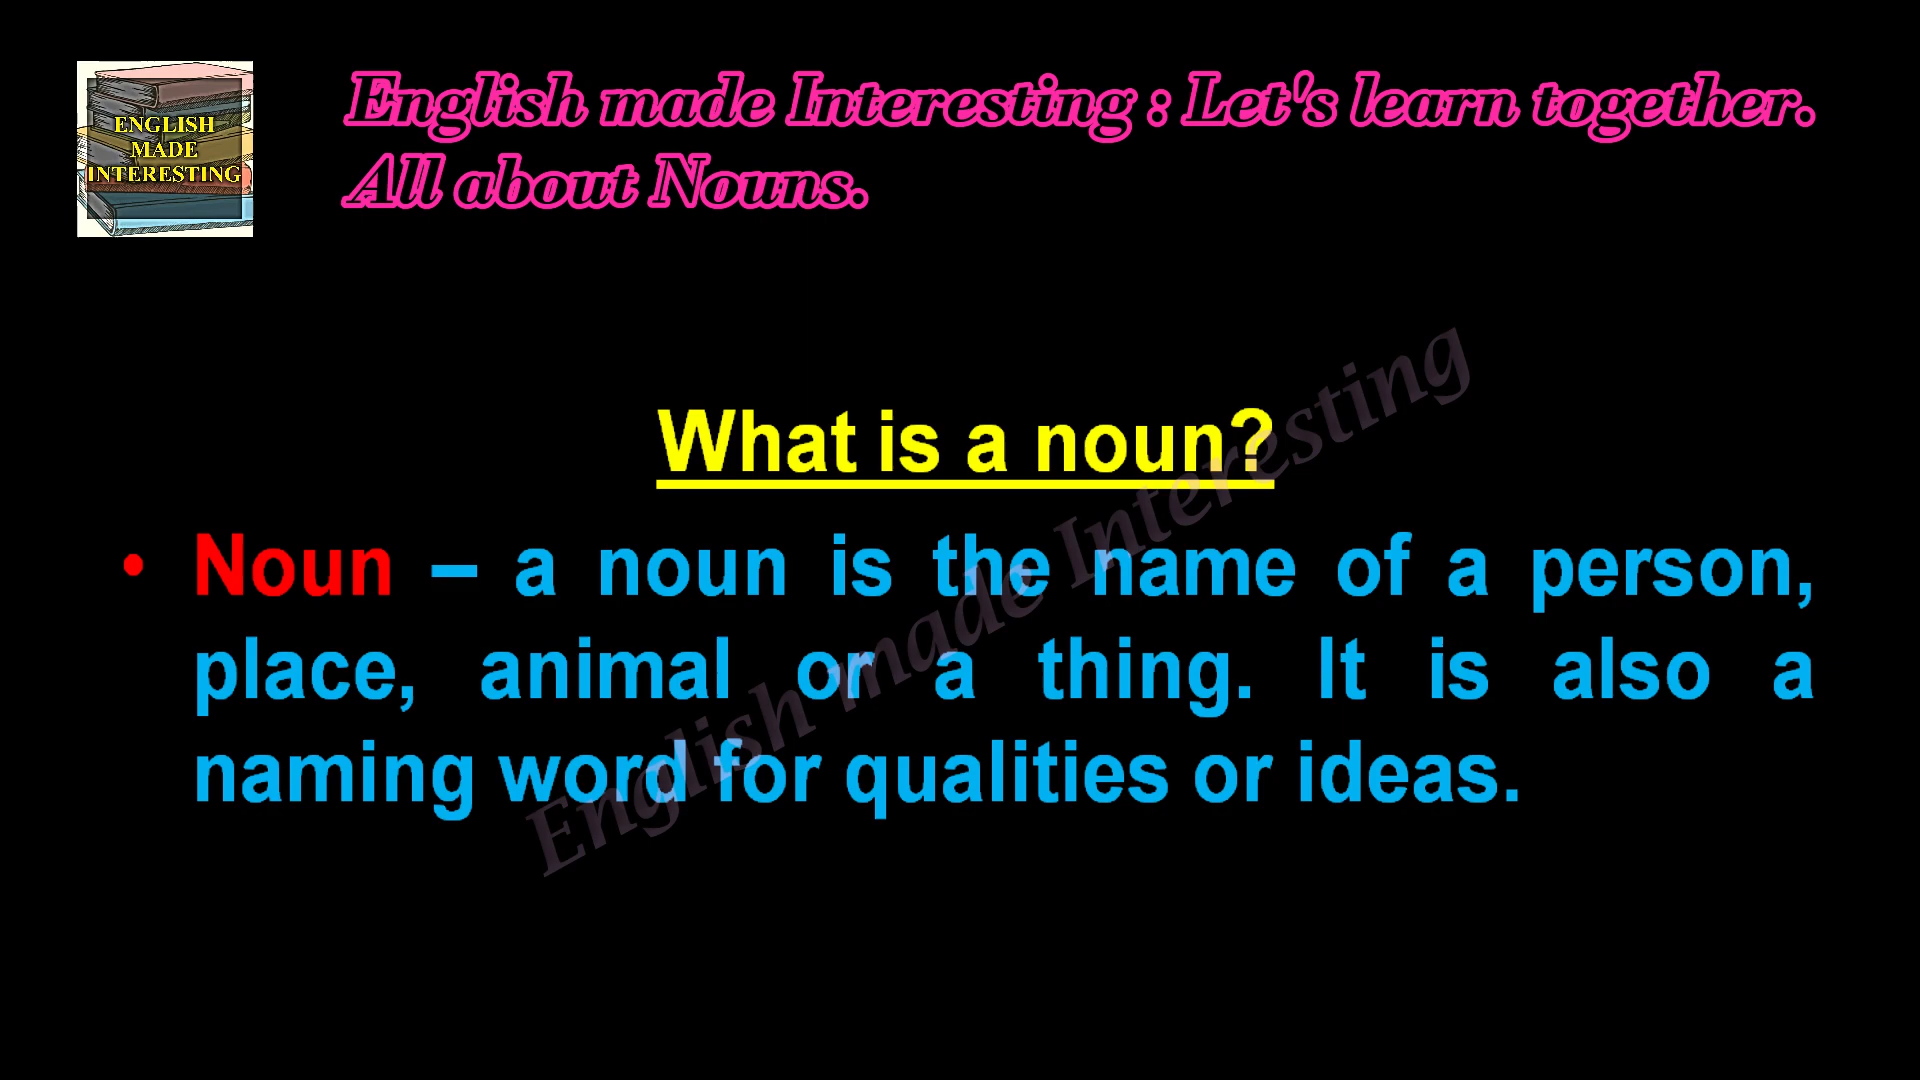 ENGLISH
MADE
INTERESTING
English made Interesting : Let's learn together.
All about Nouns.
What is a noun?
• Noun – a noun is the name of a person,
place, animal or a thing. It is also a
naming word for qualities or ideas.
English made Interesting